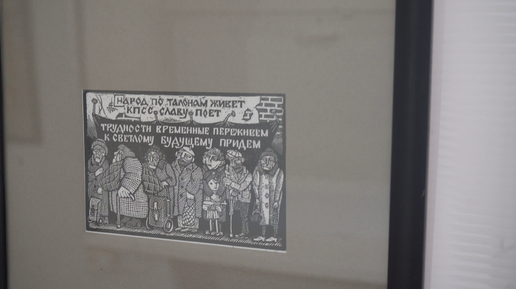 НАРОД ПО ТАЛОНАМ ЖИВЕТ
КПСС СЛАВУ ПОЕТ
ТРУДНОСТИ ВРЕМЕННЫЕ ПЕРЕЖИВЕМ
К СВЕТЛОМУ БУДУЩЕМУ ПРИДЕМ